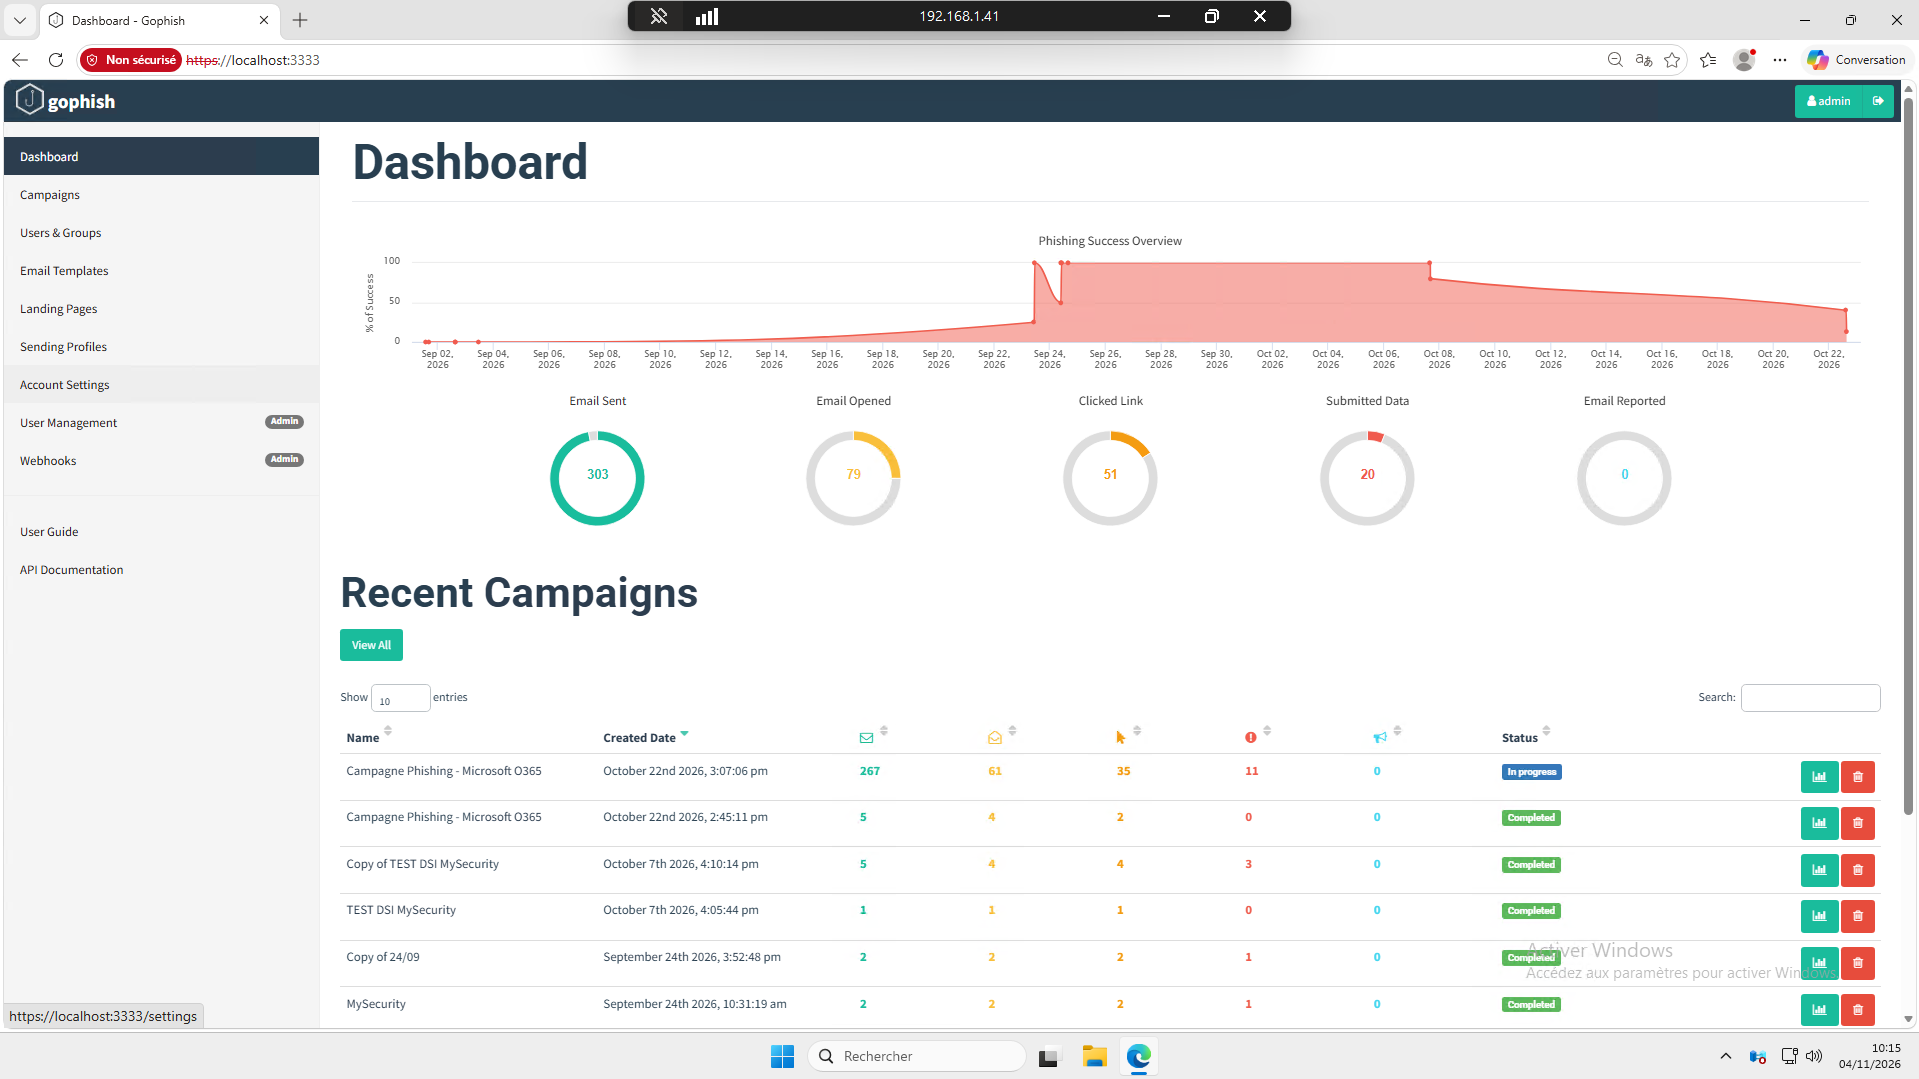 Dashboard - Gophish
192.168.1.41
Non sécurisé
https://localhost:3333
Conversation
gophish
admin
Dashboard
Campaigns
Users & Groups
Email Templates
Landing Pages
Sending Profiles
Account Settings
User Management Admin
Webhooks Admin
User Guide
API Documentation
https://localhost:3333/settings
Dashboard
Phishing Success Overview
% of Success
100
50
0
Sep 02, 2026
Sep 04, 2026
Sep 06, 2026
Sep 08, 2026
Sep 10, 2026
Sep 12, 2026
Sep 14, 2026
Sep 16, 2026
Sep 18, 2026
Sep 20, 2026
Sep 22, 2026
Sep 24, 2026
Sep 26, 2026
Sep 28, 2026
Sep 30, 2026
Oct 02, 2026
Oct 04, 2026
Oct 06, 2026
Oct 08, 2026
Oct 10, 2026
Oct 12, 2026
Oct 14, 2026
Oct 16, 2026
Oct 18, 2026
Oct 20, 2026
Oct 22, 2026
Email Sent
303
Email Opened
79
Clicked Link
51
Submitted Data
20
Email Reported
0
Recent Campaigns
View All
Show 10 entries
Search:
Name Created Date Status
Campagne Phishing - Microsoft O365 October 22nd 2026, 3:07:06 pm 267 61 35 11 0 In progress
Campagne Phishing - Microsoft O365 October 22nd 2026, 2:45:11 pm 5 4 2 0 0 Completed
Copy of TEST DSI MySecurity October 7th 2026, 4:10:14 pm 5 4 4 3 0 Completed
TEST DSI MySecurity October 7th 2026, 4:05:44 pm 1 1 1 0 0 Completed
Copy of 24/09 September 24th 2026, 3:52:48 pm 2 2 2 1 0 Completed
MySecurity September 24th 2026, 10:31:19 am 2 2 2 1 0 Completed
Activer Windows
Accédez aux paramètres pour activer Windows.
Rechercher
10:15
04/11/2026